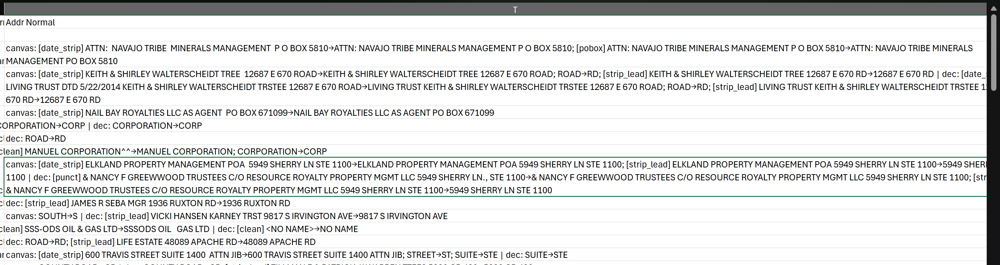 T
Addr Normal
canvas: [date_strip] ATTN:  NAVAJO TRIBE  MINERALS MANAGEMENT  P O BOX 5810→ATTN: NAVAJO TRIBE MINERALS MANAGEMENT P O BOX 5810; [pobox] ATTN: NAVAJO TRIBE MINERALS MANAGEMENT P O BOX 5810→ATTN: NAVAJO TRIBE MINERALS
MANAGEMENT PO BOX 5810
canvas: [date_strip] KEITH & SHIRLEY WALTERSCHEIDT TREE  12687 E 670 ROAD→KEITH & SHIRLEY WALTERSCHEIDT TREE 12687 E 670 ROAD; ROAD→RD; [strip_lead] KEITH & SHIRLEY WALTERSCHEIDT TREE 12687 E 670 RD→12687 E 670 RD | dec: [date_
LIVING TRUST DTD 5/22/2014 KEITH & SHIRLEY WALTERSCHEIDT TRSTEE 12687 E 670 ROAD→LIVING TRUST KEITH & SHIRLEY WALTERSCHEIDT TRSTEE 12687 E 670 ROAD; ROAD→RD; [strip_lead] LIVING TRUST KEITH & SHIRLEY WALTERSCHEIDT TRSTEE
670 RD→12687 E 670 RD
canvas: [date_strip] NAIL BAY ROYALTIES LLC AS AGENT  PO BOX 671099→NAIL BAY ROYALTIES LLC AS AGENT PO BOX 671099
CORPORATION→CORP | dec: CORPORATION→CORP
dec: ROAD→RD
clean] MANUEL CORPORATION^^→MANUEL CORPORATION; CORPORATION→CORP
canvas: [date_strip] ELKLAND PROPERTY MANAGEMENT POA  5949 SHERRY LN STE 1100→ELKLAND PROPERTY MANAGEMENT POA 5949 SHERRY LN STE 1100; [strip_lead] ELKLAND PROPERTY MANAGEMENT POA 5949 SHERRY LN STE 1100→5949 SHER
1100 | dec: [punct] & NANCY F GREEWWOOD TRUSTEES C/O RESOURCE ROYALTY PROPERTY MGMT LLC 5949 SHERRY LN., STE 1100→& NANCY F GREEWWOOD TRUSTEES C/O RESOURCE ROYALTY PROPERTY MGMT LLC 5949 SHERRY LN STE 1100; [str
& NANCY F GREEWWOOD TRUSTEES C/O RESOURCE ROYALTY PROPERTY MGMT LLC 5949 SHERRY LN STE 1100→5949 SHERRY LN STE 1100
dec: [strip_lead] JAMES R SEBA MGR 1936 RUXTON RD→1936 RUXTON RD
canvas: SOUTH→S | dec: [strip_lead] VICKI HANSEN KARNEY TRST 9817 S IRVINGTON AVE→9817 S IRVINGTON AVE
clean] SSS-ODS OIL & GAS LTD→SSSODS OIL   GAS LTD | dec: [clean] <NO NAME>→NO NAME
dec: ROAD→RD; [strip_lead] LIFE ESTATE 48089 APACHE RD→48089 APACHE RD
canvas: [date_strip] 600 TRAVIS STREET SUITE 1400  ATTN JIB→600 TRAVIS STREET SUITE 1400 ATTN JIB; STREET→ST; SUITE→STE | dec: SUITE→STE